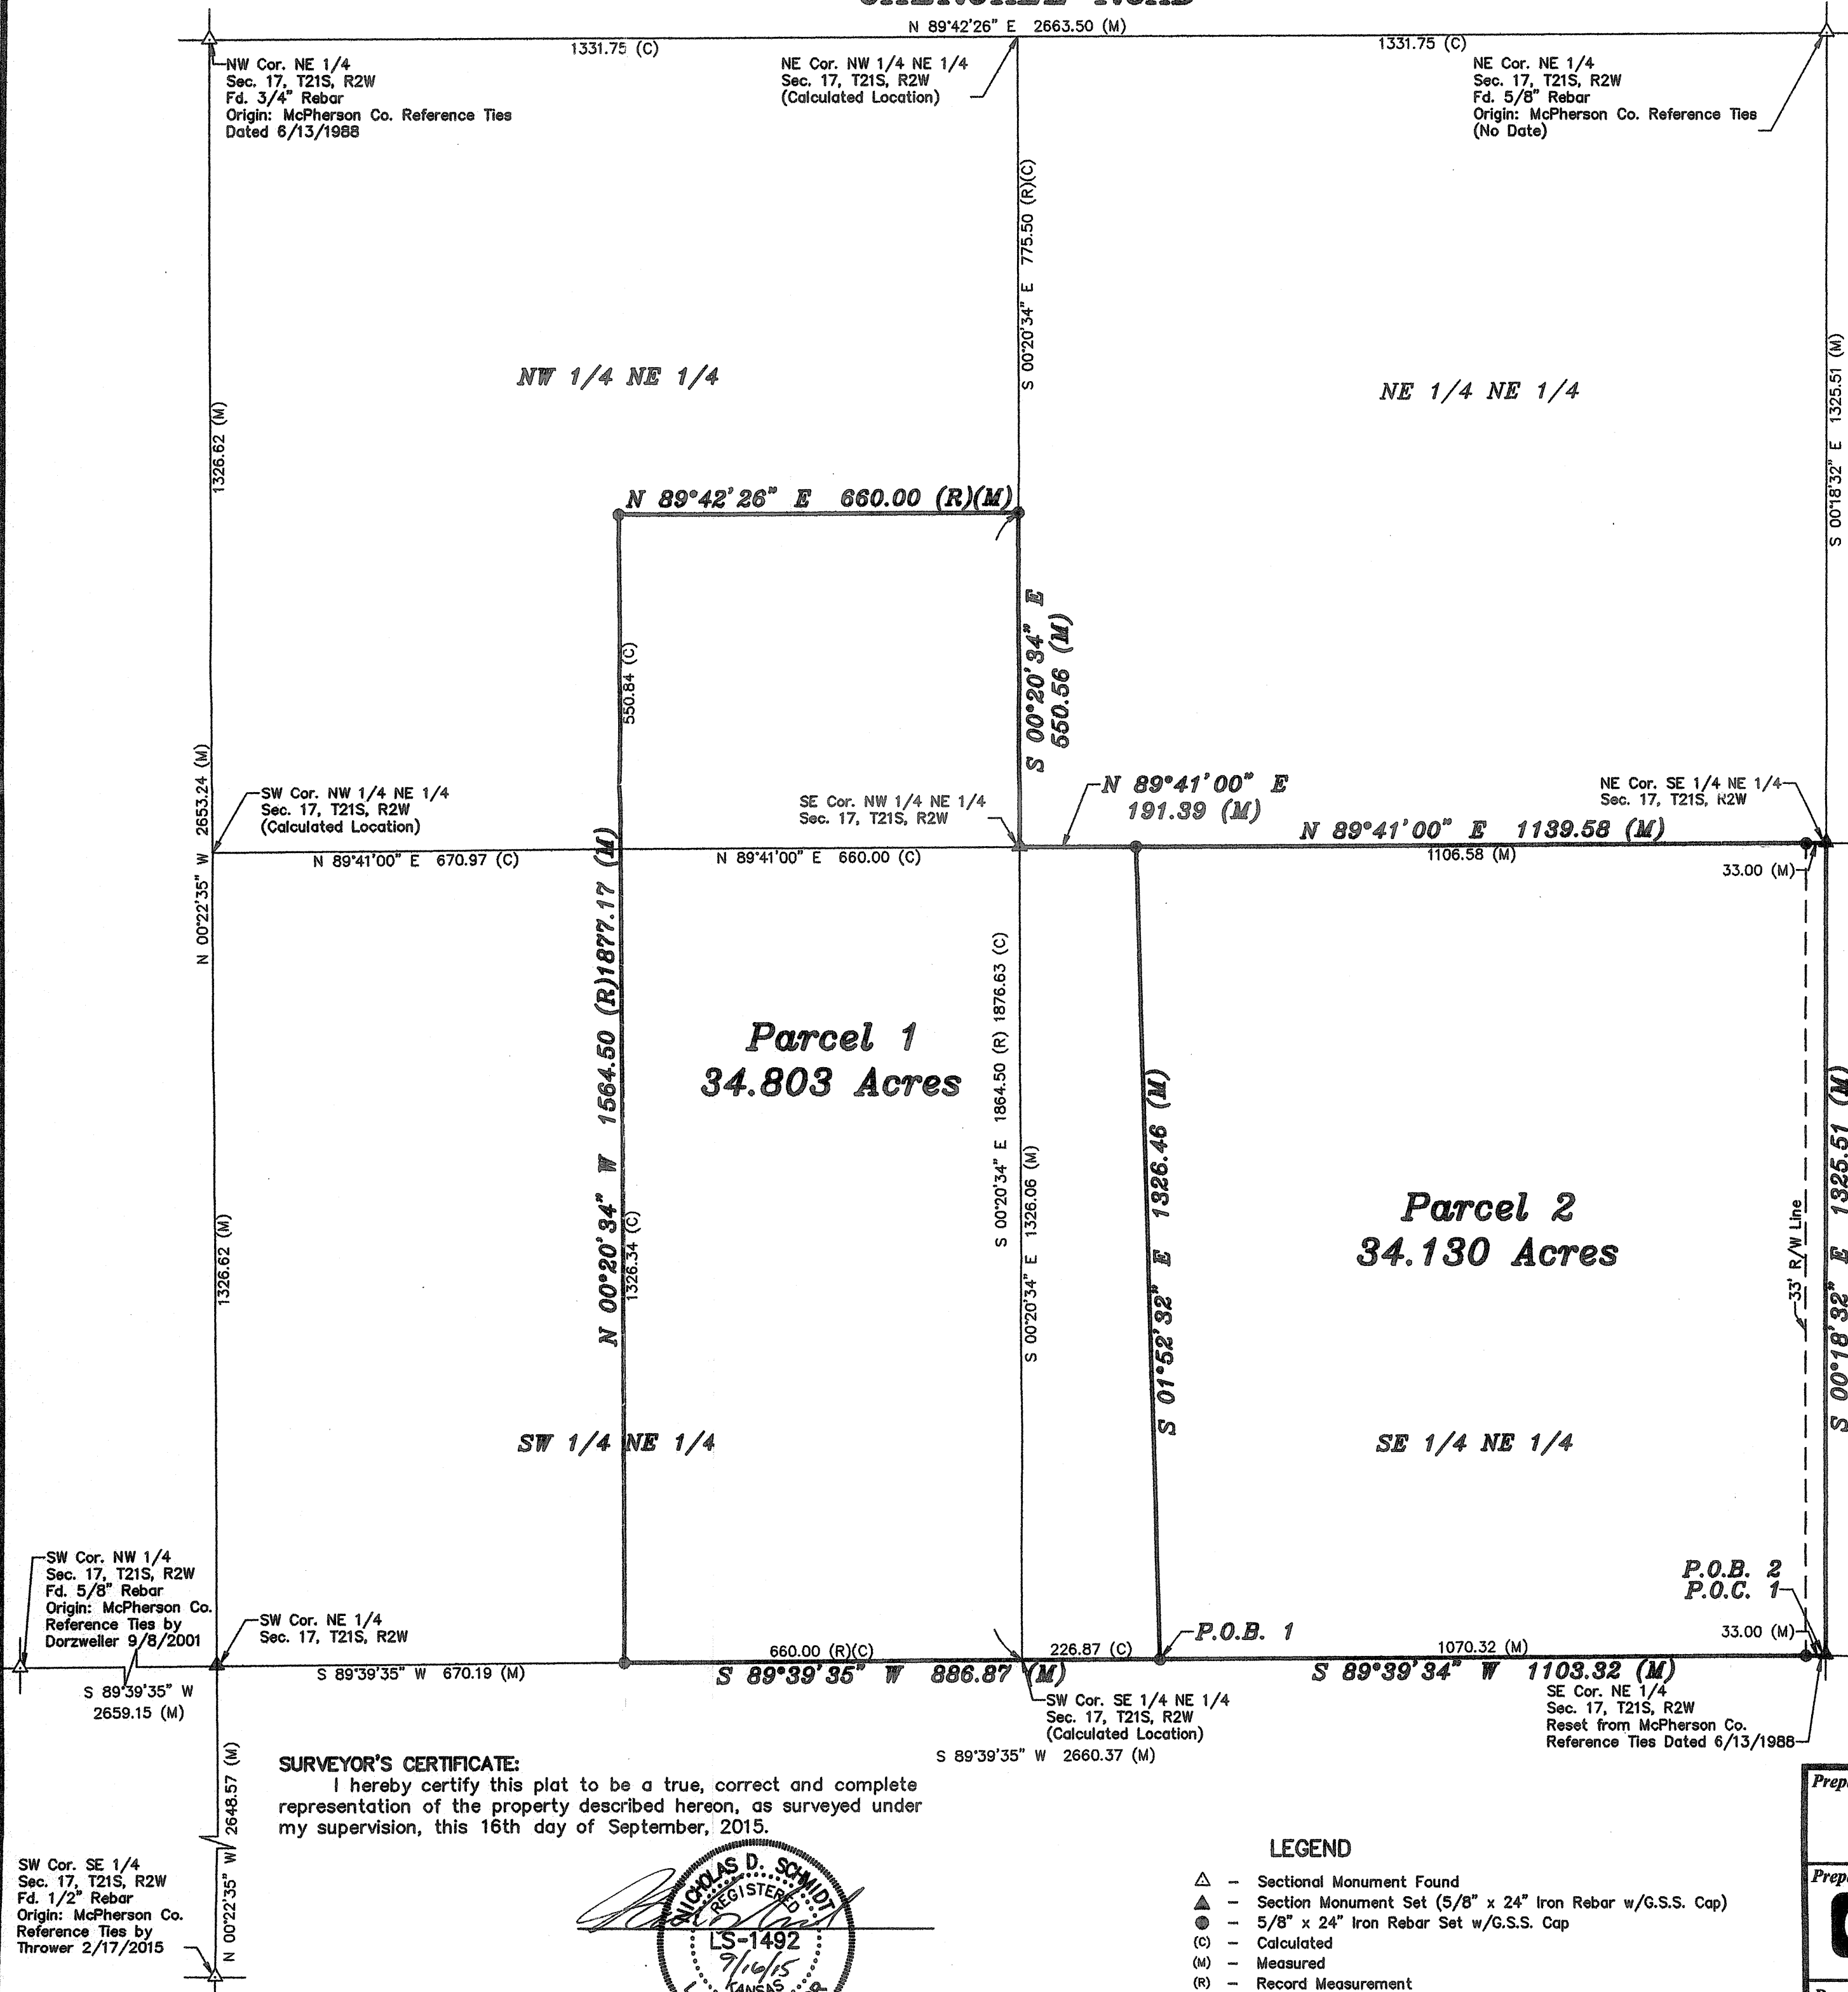 N 89°42'26" E 2663.50 (M)
1331.75 (C)
1331.75 (C)
NW Cor. NE 1/4
Sec. 17, T21S, R2W
Fd. 3/4" Rebar
Origin: McPherson Co. Reference Ties
Dated 6/13/1988
NE Cor. NW 1/4 NE 1/4
Sec. 17, T21S, R2W
(Calculated Location)
NE Cor. NE 1/4
Sec. 17, T21S, R2W
Fd. 5/8" Rebar
Origin: McPherson Co. Reference Ties
(No Date)
S 00°20'34" E 775.50 (R)(C)
S 00°18'32" E 1325.51 (M)
NW 1/4 NE 1/4
NE 1/4 NE 1/4
1326.62 (M)
N 89°42'26" E 660.00 (R)(M)
550.84 (C)
S 00°20'34" E
550.56 (M)
N 00°22'35" W 2653.24 (M)
SW Cor. NW 1/4 NE 1/4
Sec. 17, T21S, R2W
(Calculated Location)
SE Cor. NW 1/4 NE 1/4
Sec. 17, T21S, R2W
N 89°41'00" E
191.39 (M)
NE Cor. SE 1/4 NE 1/4
Sec. 17, T21S, R2W
N 89°41'00" E 1139.58 (M)
N 89°41'00" E 670.97 (C)
N 89°41'00" E 660.00 (C)
1106.58 (M)
33.00 (M)
N 00°20'34" W 1564.50 (R)1877.17 (M)
Parcel 1
34.803 Acres
S 00°20'34" E 1864.50 (R) 1876.63 (C)
S 00°20'34" E 1326.06 (M)
S 01°52'32" E 1326.46 (M)
Parcel 2
34.130 Acres
33' R/W Line
S 00°18'32" E 1325.51 (M)
1326.62 (M)
1326.34 (C)
SW 1/4 NE 1/4
SE 1/4 NE 1/4
SW Cor. NW 1/4
Sec. 17, T21S, R2W
Fd. 5/8" Rebar
Origin: McPherson Co.
Reference Ties by
Dorzweiler 9/8/2001
SW Cor. NE 1/4
Sec. 17, T21S, R2W
P.O.B. 2
P.O.C. 1
P.O.B. 1
33.00 (M)
660.00 (R)(C)
226.87 (C)
1070.32 (M)
S 89°39'35" W 670.19 (M)
S 89°39'35" W 886.87 (M)
S 89°39'34" W 1103.32 (M)
S 89°39'35" W
2659.15 (M)
SW Cor. SE 1/4 NE 1/4
Sec. 17, T21S, R2W
(Calculated Location)
SE Cor. NE 1/4
Sec. 17, T21S, R2W
Reset from McPherson Co.
Reference Ties Dated 6/13/1988
S 89°39'35" W 2660.37 (M)
N 00°22'35" W 2648.57 (M)
SURVEYOR'S CERTIFICATE:
I hereby certify this plat to be a true, correct and complete
representation of the property described hereon, as surveyed under
my supervision, this 16th day of September, 2015.
NICHOLAS D. SCHMIDT
REGISTERED
LS-1492
9/16/15
KANSAS
SW Cor. SE 1/4
Sec. 17, T21S, R2W
Fd. 1/2" Rebar
Origin: McPherson Co.
Reference Ties by
Thrower 2/17/2015
LEGEND
△ – Sectional Monument Found
▲ – Section Monument Set (5/8" x 24" Iron Rebar w/G.S.S. Cap)
● – 5/8" x 24" Iron Rebar Set w/G.S.S. Cap
(C) – Calculated
(M) – Measured
(R) – Record Measurement
Prep
Prep